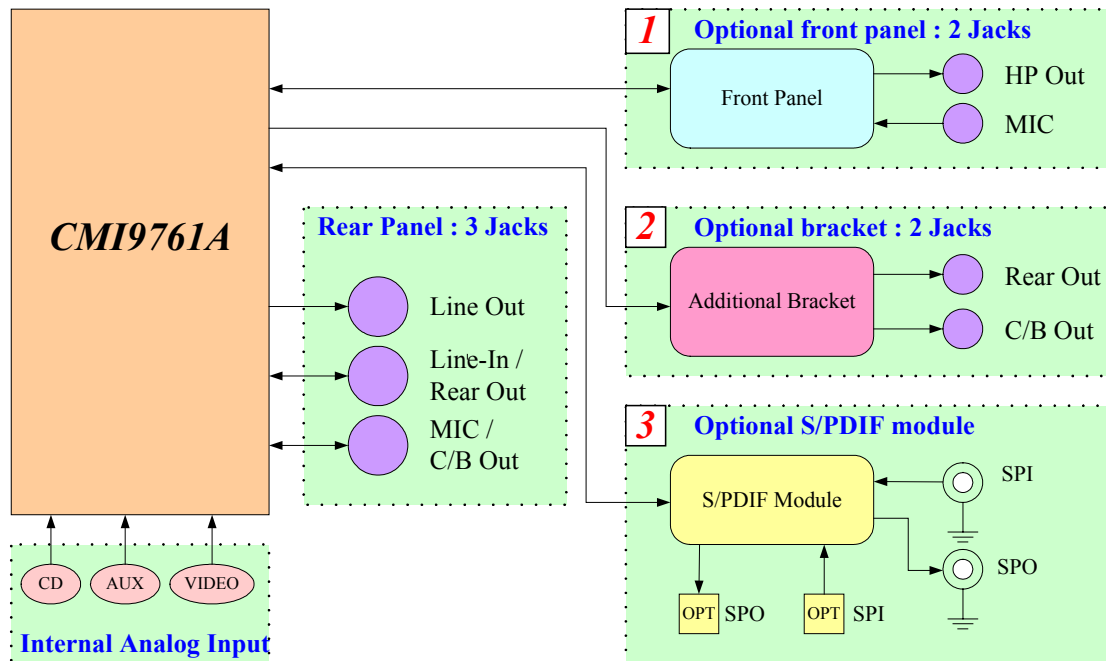 CMI9761A
1 Optional front panel : 2 Jacks
Front Panel
HP Out
MIC
Rear Panel : 3 Jacks
Line Out
Line-In /
Rear Out
MIC /
C/B Out
2 Optional bracket : 2 Jacks
Additional Bracket
Rear Out
C/B Out
3 Optional S/PDIF module
S/PDIF Module
SPI
SPO
OPT SPO
OPT SPI
CD
AUX
VIDEO
Internal Analog Input